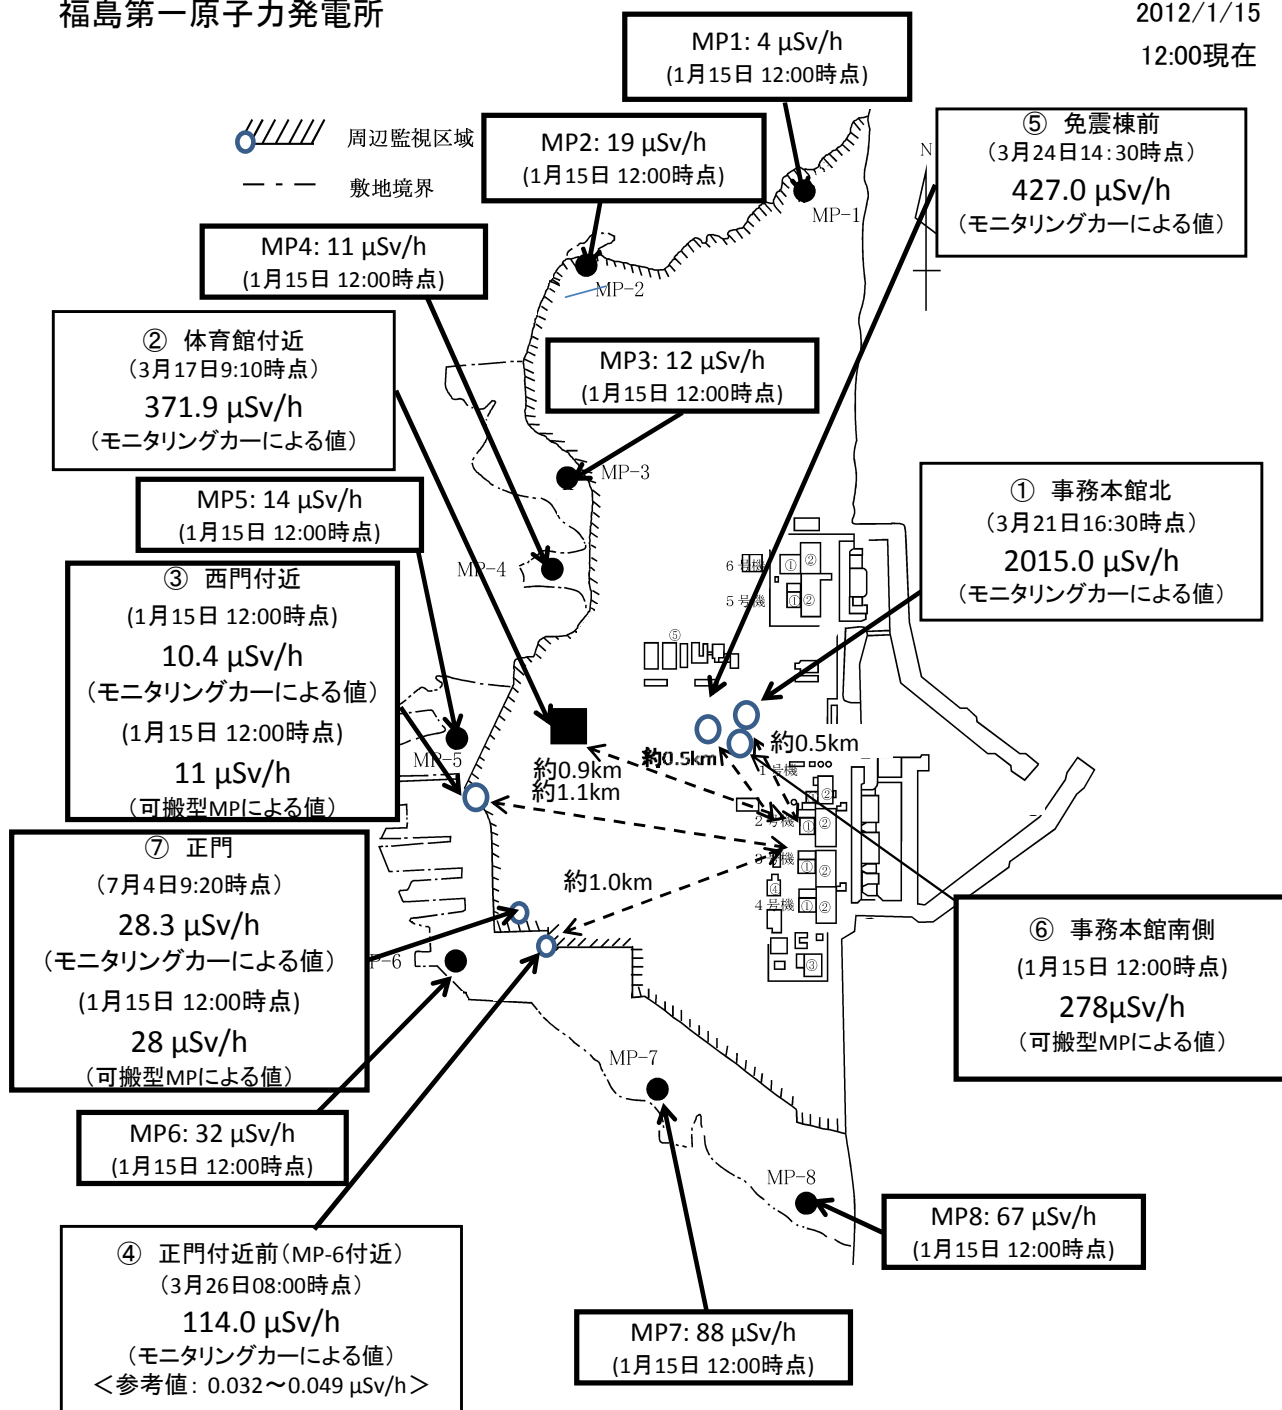 福島第一原子力発電所
2012/1/15
12:00現在
MP1: 4 μSv/h
(1月15日 12:00時点)
周辺監視区域
敷地境界
MP2: 19 μSv/h
(1月15日 12:00時点)
⑤ 免震棟前
(3月24日14:30時点)
427.0 μSv/h
(モニタリングカーによる値)
N
MP-1
MP4: 11 μSv/h
(1月15日 12:00時点)
MP-2
② 体育館付近
(3月17日9:10時点)
371.9 μSv/h
(モニタリングカーによる値)
MP3: 12 μSv/h
(1月15日 12:00時点)
MP-3
MP5: 14 μSv/h
(1月15日 12:00時点)
① 事務本館北
(3月21日16:30時点)
2015.0 μSv/h
(モニタリングカーによる値)
MP-4
6号機
①
②
5号機
①
②
③ 西門付近
(1月15日 12:00時点)
10.4 μSv/h
(モニタリングカーによる値)
(1月15日 12:00時点)
11 μSv/h
(可搬型MPによる値)
⑤
MP-5
約0.9km
約1.1km
約0.5km
約0.5km
1号機
②
2号機
①
②
3号機
①
②
④
4号機
①
②
③
約1.0km
⑦ 正門
(7月4日9:20時点)
28.3 μSv/h
(モニタリングカーによる値)
(1月15日 12:00時点)
28 μSv/h
(可搬型MPによる値)
P-6
⑥ 事務本館南側
(1月15日 12:00時点)
278μSv/h
(可搬型MPによる値)
MP-7
MP6: 32 μSv/h
(1月15日 12:00時点)
MP-8
MP8: 67 μSv/h
(1月15日 12:00時点)
④ 正門付近前(MP-6付近)
(3月26日08:00時点)
114.0 μSv/h
(モニタリングカーによる値)
＜参考値: 0.032～0.049 μSv/h＞
MP7: 88 μSv/h
(1月15日 12:00時点)